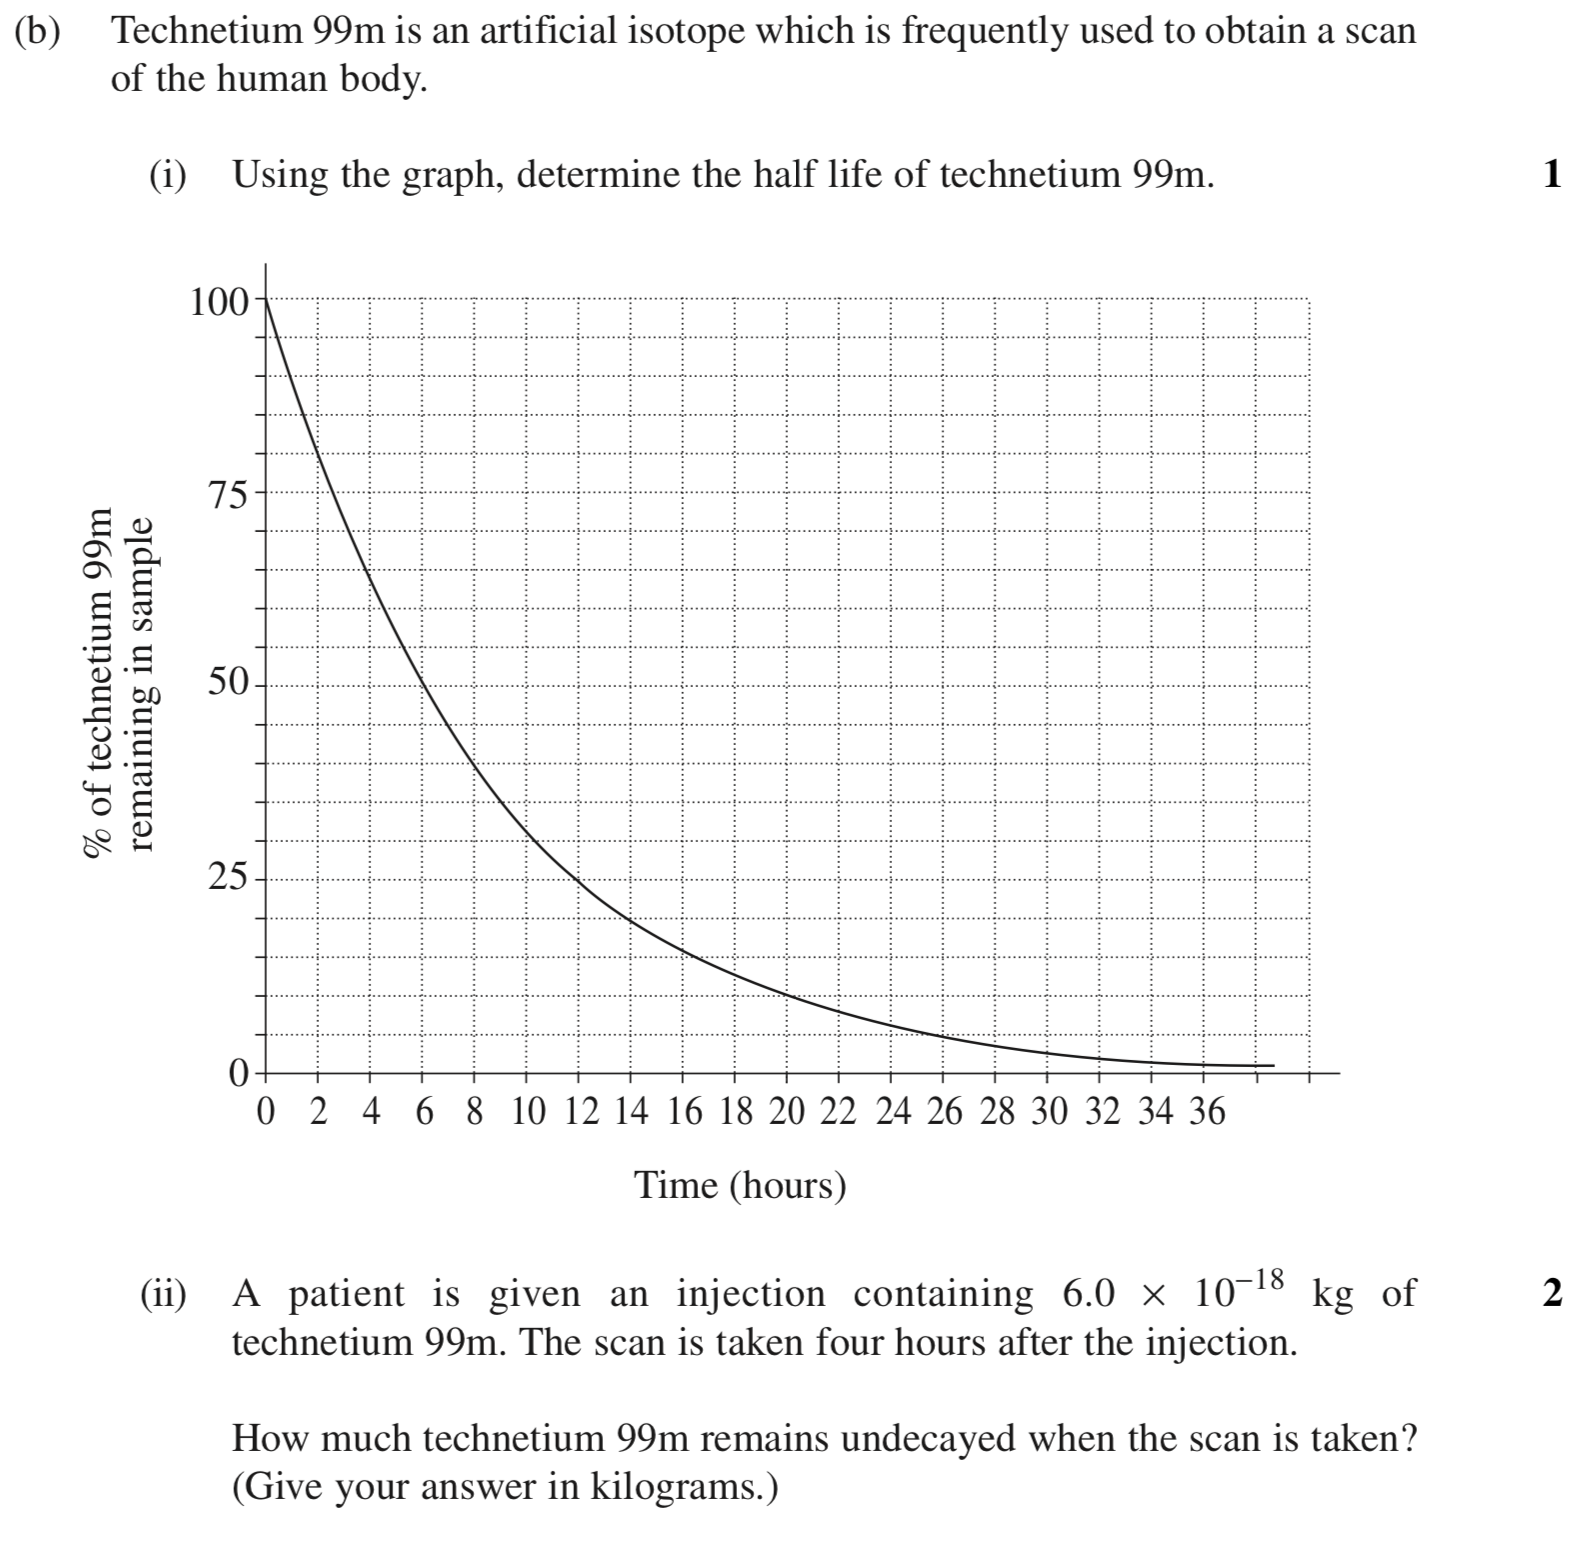 (b) Technetium 99m is an artificial isotope which is frequently used to obtain a scan
of the human body.
(i) Using the graph, determine the half life of technetium 99m. 1
100
75
50
25
0
% of technetium 99m
remaining in sample
0 2 4 6 8 10 12 14 16 18 20 22 24 26 28 30 32 34 36
Time (hours)
(ii) A patient is given an injection containing 6.0 × 10⁻¹⁸ kg of 2
technetium 99m. The scan is taken four hours after the injection.
How much technetium 99m remains undecayed when the scan is taken?
(Give your answer in kilograms.)